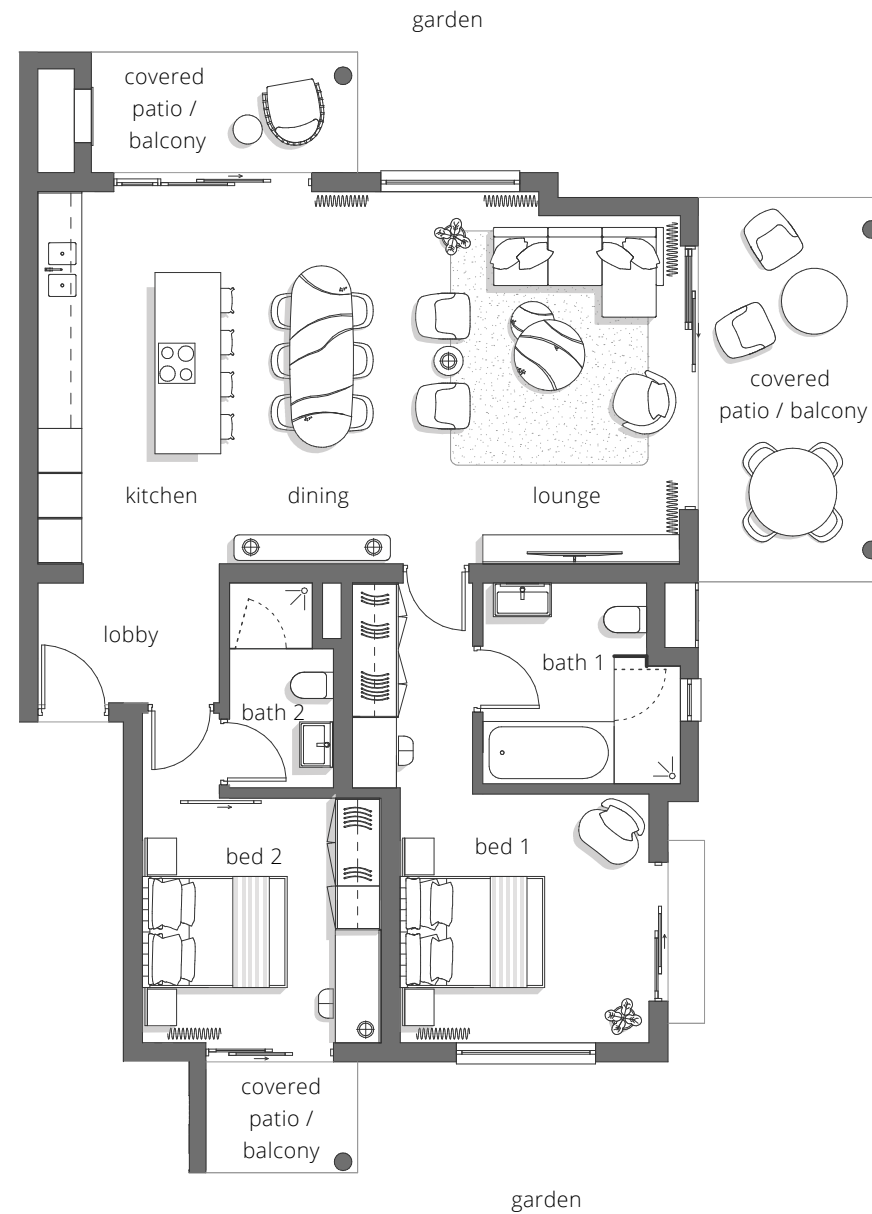 garden
covered
patio /
balcony
covered
patio / balcony
kitchen
dining
lounge
lobby
bath 1
bath 2
bed 1
bed 2
covered
patio /
balcony
garden